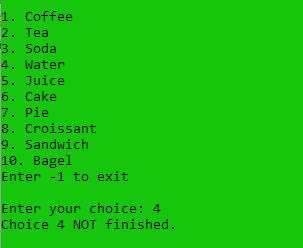 1. Coffee
2. Tea
3. Soda
4. Water
5. Juice
6. Cake
7. Pie
8. Croissant
9. Sandwich
10. Bagel
Enter -1 to exit
Enter your choice: 4
Choice 4 NOT finished.